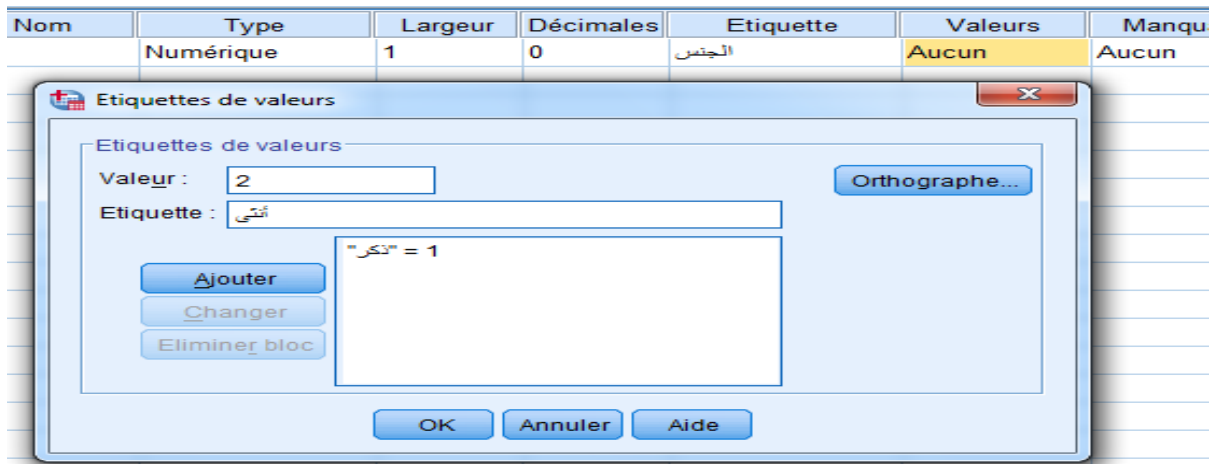 Nom Type Largeur Décimales Etiquette Valeurs Manqu
Numérique 1 0 الجنس Aucun Aucun
Etiquettes de valeurs
Etiquettes de valeurs
Valeur : 2 Orthographe...
Etiquette : أنثى
1 = "ذكر"
Ajouter
Changer
Eliminer bloc
OK Annuler Aide